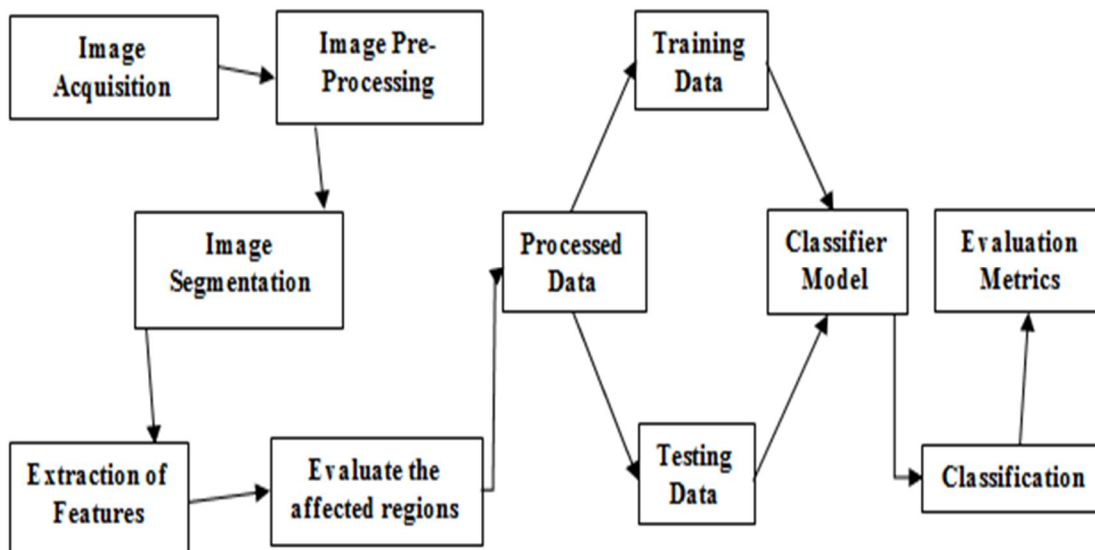 Image
Acquisition
Image Pre-
Processing
Image
Segmentation
Extraction of
Features
Evaluate the
affected regions
Processed
Data
Training
Data
Testing
Data
Classifier
Model
Classification
Evaluation
Metrics